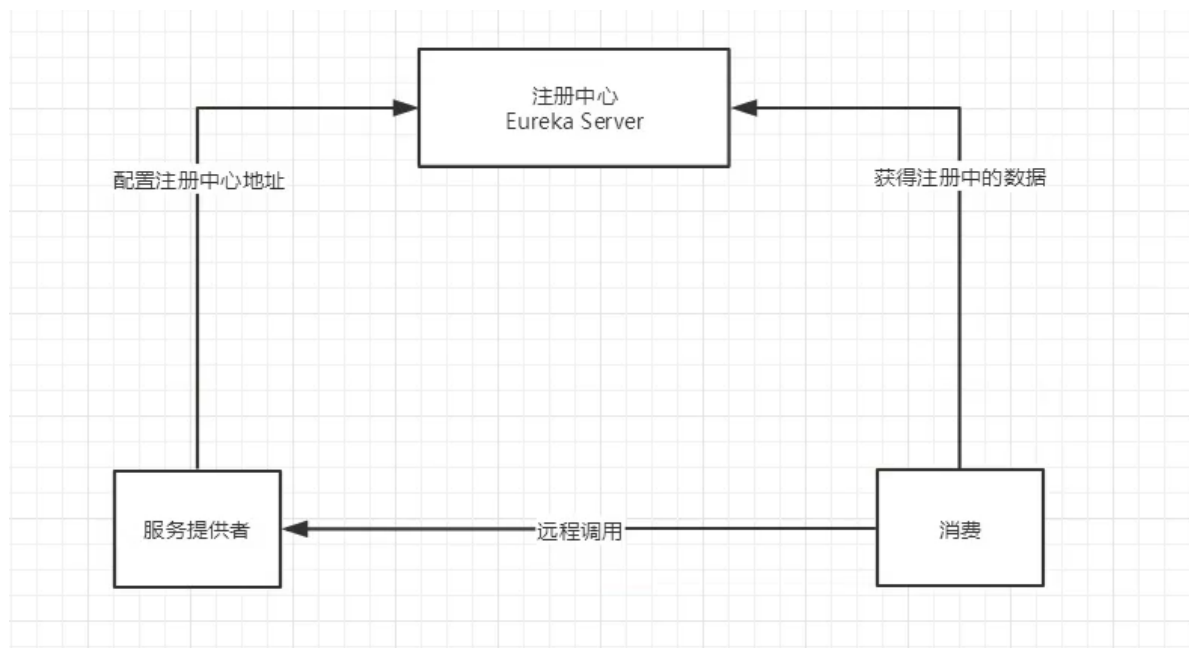 注册中心
Eureka Server
配置注册中心地址
获得注册中的数据
服务提供者
远程调用
消费